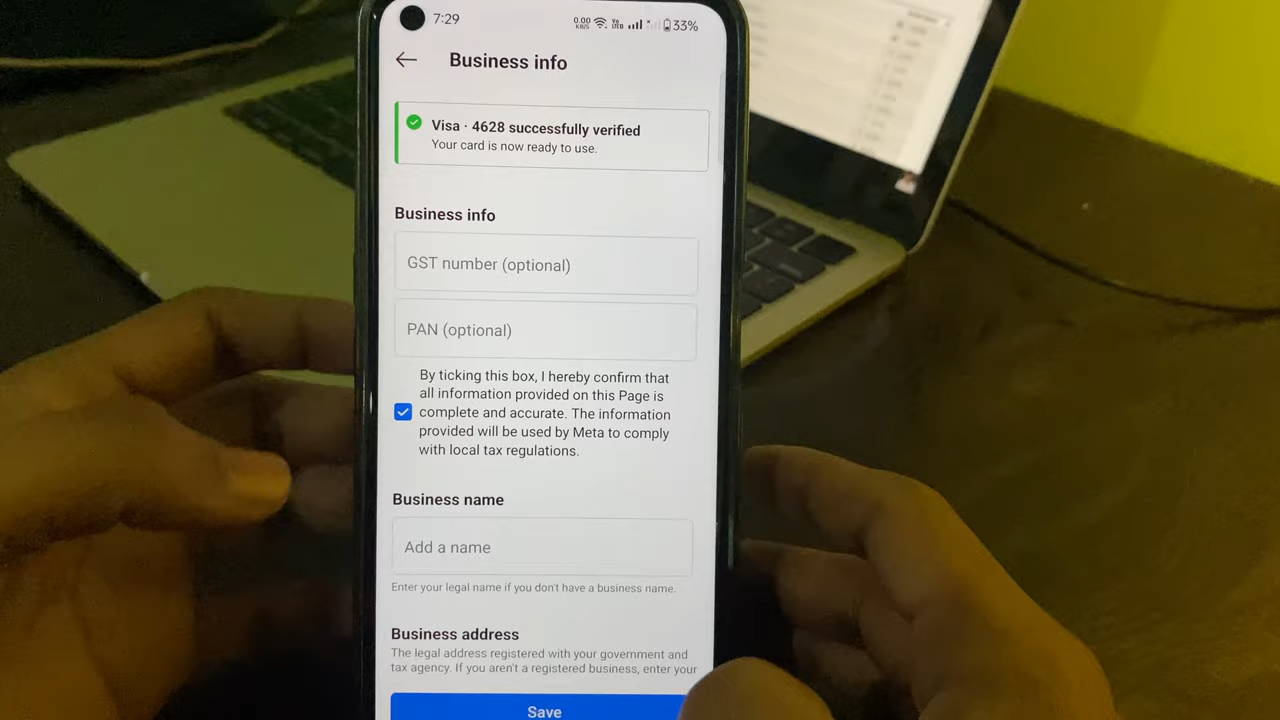 7:29
0.00 KB/S Vo LTE 33%
Business info
Visa · 4628 successfully verified
Your card is now ready to use.
Business info
GST number (optional)
PAN (optional)
By ticking this box, I hereby confirm that
all information provided on this Page is
complete and accurate. The information
provided will be used by Meta to comply
with local tax regulations.
Business name
Add a name
Enter your legal name if you don't have a business name.
Business address
The legal address registered with your government and
tax agency. If you aren't a registered business, enter your
Save